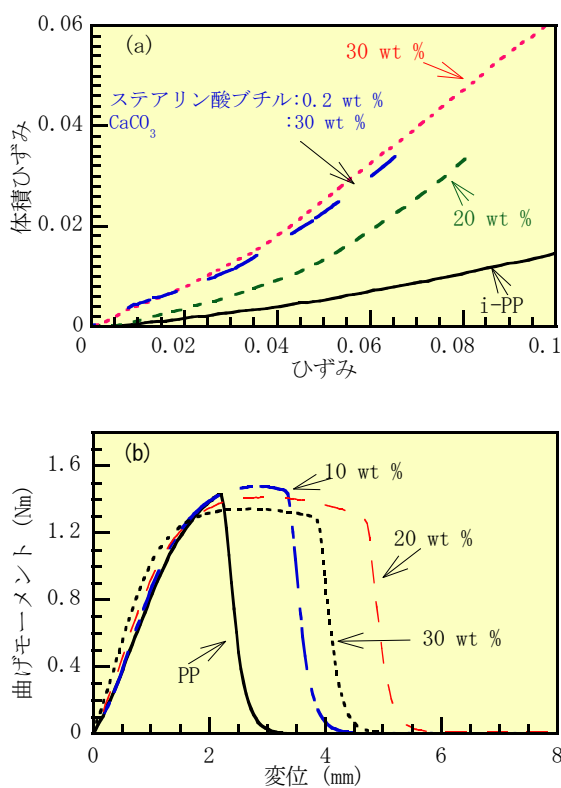 (a)
0.06
0.04
0.02
0
体積ひずみ
30 wt %
ステアリン酸ブチル:0.2 wt %
CaCO3 :30 wt %
20 wt %
i-PP
0.02
0.04
0.06
0.08
0.1
ひずみ
(b)
1.6
1.2
0.8
0.4
0
曲げモーメント (Nm)
10 wt %
20 wt %
30 wt %
PP
0
2
4
6
8
変位 (mm)